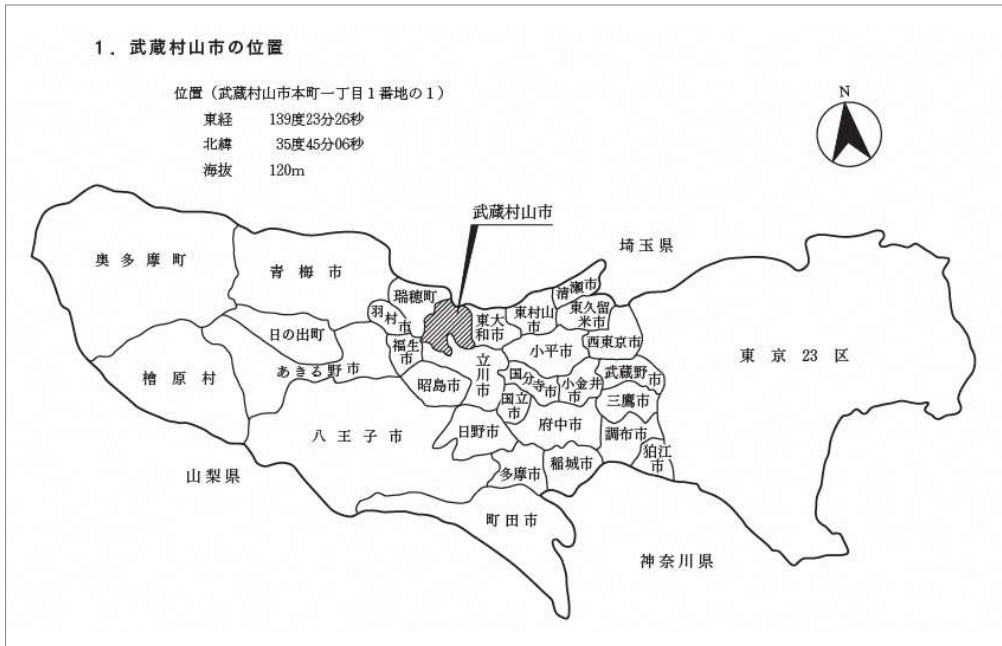 1．武蔵村山市の位置
位置（武蔵村山市本町一丁目１番地の１）
東経　139度23分26秒
北緯　35度45分06秒
海抜　120m
N
武蔵村山市
埼玉県
奥多摩町
青梅市
瑞穂町
羽村市
清瀬市
東大和市
東村山市
東久留米市
日の出町
福生市
小平市
西東京市
東京23区
檜原村
あきる野市
昭島市
立川市
国分寺市
小金井市
武蔵野市
国立市
三鷹市
八王子市
日野市
府中市
調布市
狛江市
山梨県
多摩市
稲城市
町田市
神奈川県